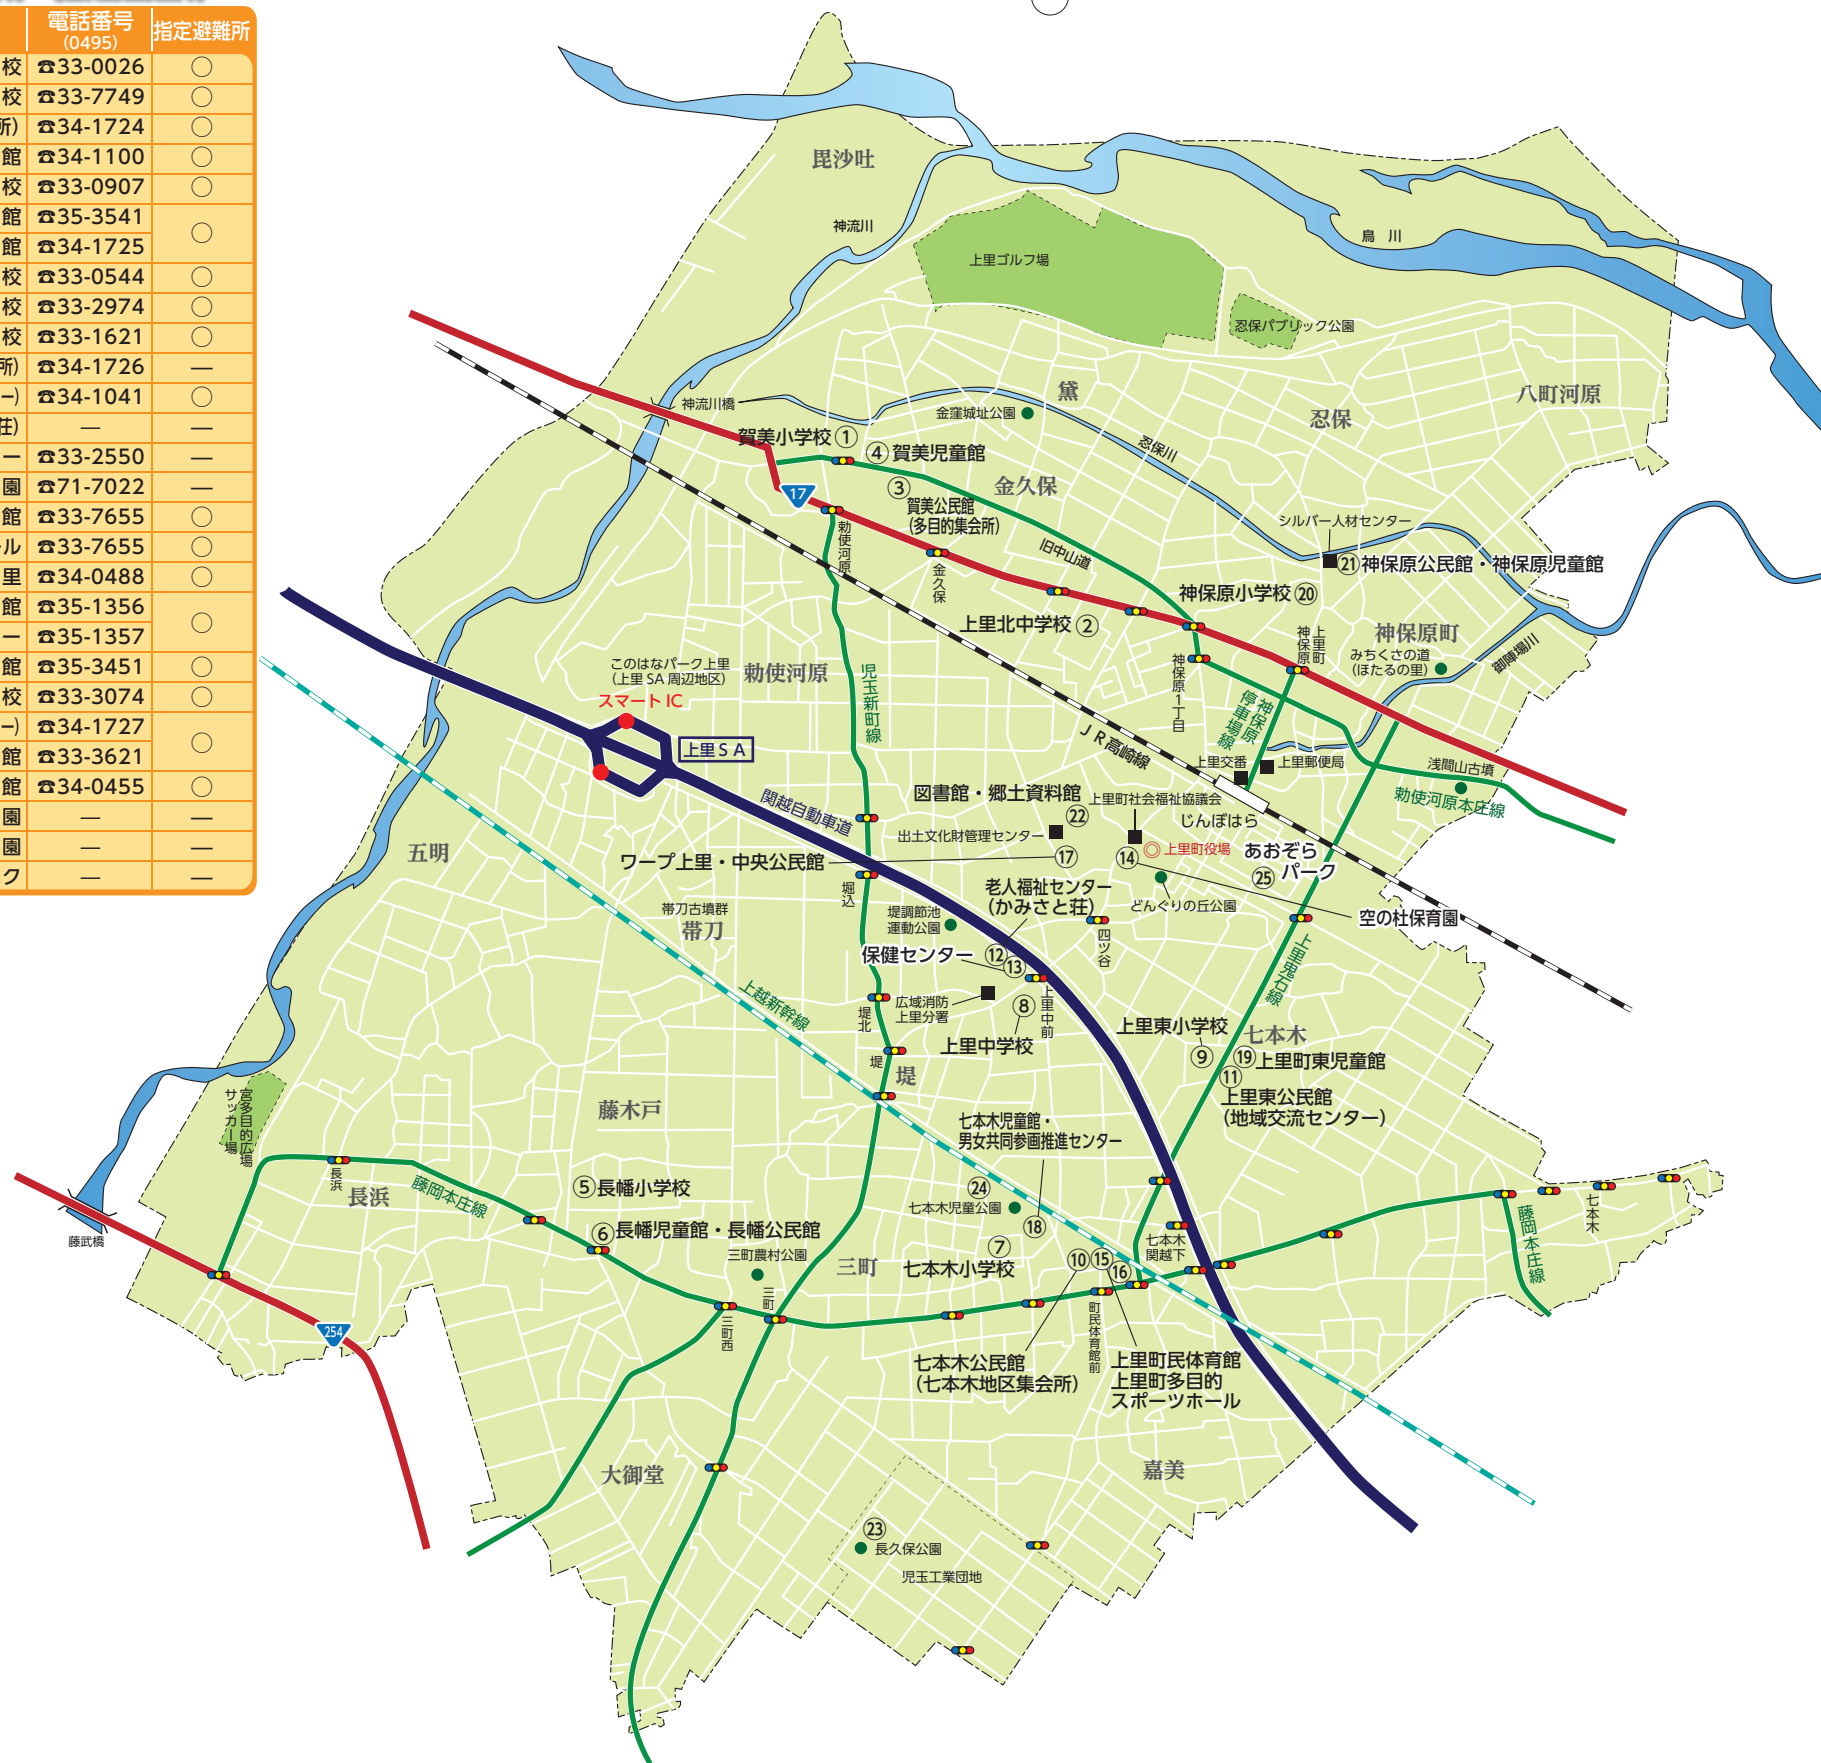 電話番号
(0495)
指定避難所
校 ☎33-0026 ○
校 ☎33-7749 ○
所) ☎34-1724 ○
館 ☎34-1100 ○
校 ☎33-0907 ○
館 ☎35-3541 ○
館 ☎34-1725
校 ☎33-0544 ○
校 ☎33-2974 ○
校 ☎33-1621 ○
所) ☎34-1726 —
ー) ☎34-1041 ○
荘) — —
ー ☎33-2550 —
園 ☎71-7022 —
館 ☎33-7655 ○
ール ☎33-7655 ○
里 ☎34-0488 ○
館 ☎35-1356 ○
ー ☎35-1357
館 ☎35-3451 ○
校 ☎33-3074 ○
ー) ☎34-1727 ○
館 ☎33-3621
館 ☎34-0455 ○
園 — —
園 — —
ク — —
毘沙吐
神流川
上里ゴルフ場
烏 川
忍保パブリック公園
神流川橋
金窪城址公園
黛
忍保
八町河原
忍保川
賀美小学校①
④賀美児童館
③
賀美公民館
(多目的集会所)
金久保
17
勅使河原
金久保
旧中山道
シルバー人材センター
㉑神保原公民館・神保原児童館
神保原小学校⑳
上里北中学校②
神保原1丁目
上里町
神保原
神保原町
みちくさの道
(ほたるの里)
御陣場川
このはなパーク上里
(上里SA周辺地区)
スマートIC
上里SA
勅使河原
児玉新町線
神保原
停車場線
JR高崎線
上里交番
上里郵便局
浅間山古墳
勅使河原本庄線
関越自動車道
図書館・郷土資料館
㉒
上里町社会福祉協議会
じんぼはら
出土文化財管理センター
◎上里町役場
あおぞら
パーク
㉕
五明
ワープ上里・中央公民館
⑰
⑭
堀込
老人福祉センター
(かみさと荘)
どんぐりの丘公園
空の杜保育園
帯刀古墳群
帯刀
堤調節池
運動公園
四ツ谷
保健センター
⑫
⑬
上里鬼石線
上越新幹線
広域消防
上里分署
堤北
⑧
上里中前
上里中学校
上里東小学校
七本木
⑨
⑲上里町東児童館
⑪
上里東公民館
(地域交流センター)
堤
堤
宮多目的広場
サッカー場
藤木戸
七本木児童館・
男女共同参画推進センター
長浜
長浜
藤岡本庄線
⑤長幡小学校
㉔
七本木児童公園
⑱
七本木
藤岡本庄線
藤武橋
⑥長幡児童館・長幡公民館
三町農村公園
三町
三町
⑦
七本木小学校
⑩
⑮
⑯
七本木
関越下
254
三町西
町民体育館前
七本木公民館
(七本木地区集会所)
上里町民体育館
上里町多目的
スポーツホール
大御堂
嘉美
㉓
長久保公園
児玉工業団地